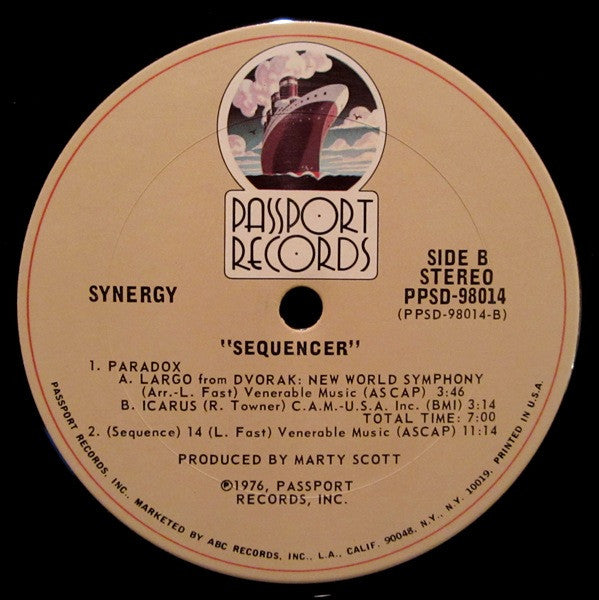 PASSPORT
RECORDS
SYNERGY
SIDE B
STEREO
PPSD-98014
(PPSD-98014-B)
"SEQUENCER"
1. PARADOX
A. LARGO from DVORAK: NEW WORLD SYMPHONY
(Arr.-L. Fast) Venerable Music (ASCAP) 3:46
B. ICARUS (R. Towner) C.A.M.-U.S.A. Inc. (BMI) 3:14
TOTAL TIME: 7:00
2. (Sequence) 14 (L. Fast) Venerable Music (ASCAP) 11:14
PRODUCED BY MARTY SCOTT
℗1976, PASSPORT
RECORDS, INC.
PASSPORT RECORDS, INC., MARKETED BY ABC RECORDS, INC., L.A., CALIF. 90048, N.Y., N.Y. 10019. PRINTED IN U.S.A.